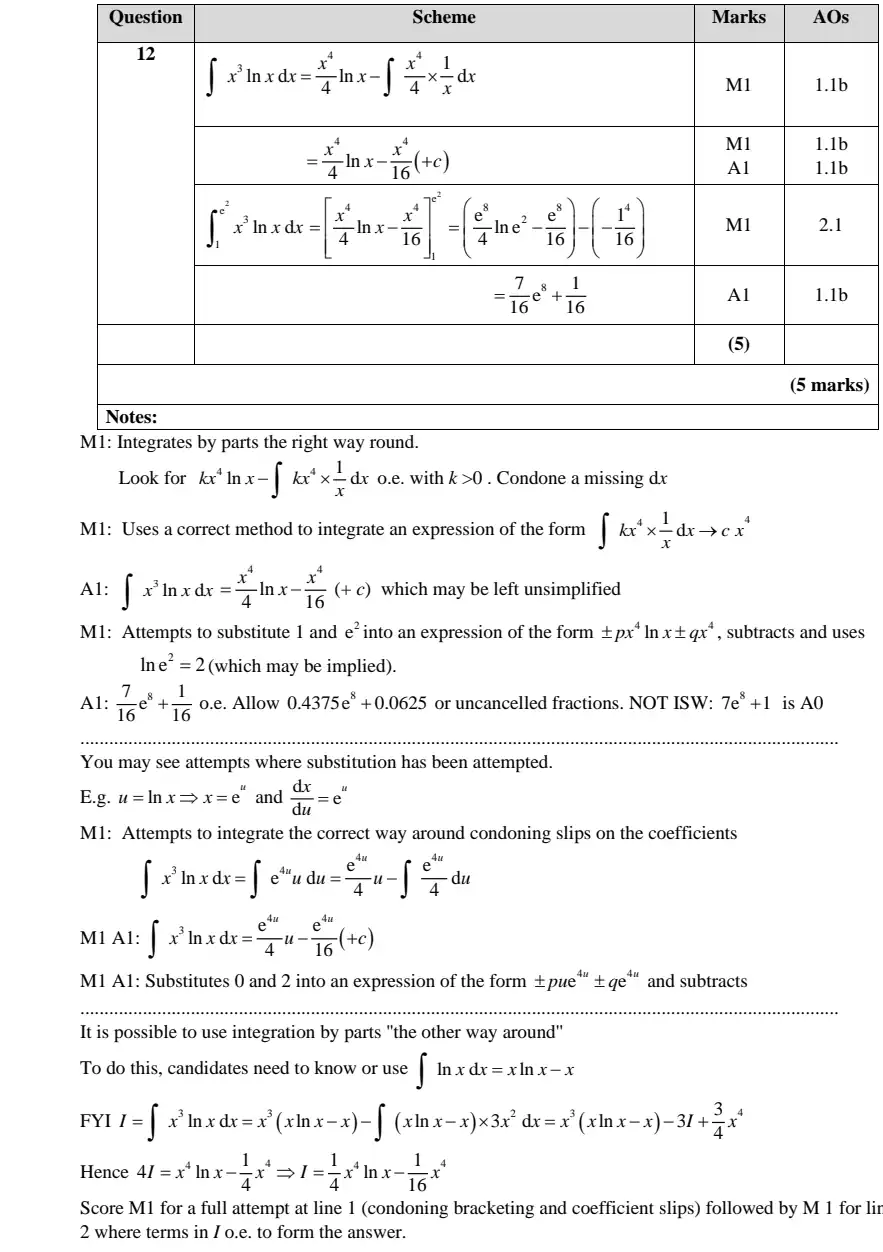 Question Scheme Marks AOs
12 ∫ x³ ln x dx = x⁴/4 ln x − ∫ x⁴/4 × 1/x dx M1 1.1b
= x⁴/4 ln x − x⁴/16 (+c) M1 A1 1.1b 1.1b
∫₁^(e²) x³ ln x dx = [x⁴/4 ln x − x⁴/16]₁^(e²) = (e⁸/4 ln e² − e⁸/16) − (−1⁴/16) M1 2.1
= 7/16 e⁸ + 1/16 A1 1.1b
(5)
(5 marks)
Notes:
M1: Integrates by parts the right way round.
Look for kx⁴ ln x − ∫ kx⁴ × 1/x dx o.e. with k >0 . Condone a missing dx
M1: Uses a correct method to integrate an expression of the form ∫ kx⁴ × 1/x dx → c x⁴
A1: ∫ x³ ln x dx = x⁴/4 ln x − x⁴/16 (+ c) which may be left unsimplified
M1: Attempts to substitute 1 and e² into an expression of the form ± px⁴ ln x ± qx⁴, subtracts and uses
ln e² = 2 (which may be implied).
A1: 7/16 e⁸ + 1/16 o.e. Allow 0.4375e⁸ + 0.0625 or uncancelled fractions. NOT ISW: 7e⁸ +1 is A0
You may see attempts where substitution has been attempted.
E.g. u = ln x ⇒ x = eᵘ and dx/du = eᵘ
M1: Attempts to integrate the correct way around condoning slips on the coefficients
∫ x³ ln x dx = ∫ e⁴ᵘ u du = e⁴ᵘ/4 u − ∫ e⁴ᵘ/4 du
M1 A1: ∫ x³ ln x dx = e⁴ᵘ/4 u − e⁴ᵘ/16 (+c)
M1 A1: Substitutes 0 and 2 into an expression of the form ± pue⁴ᵘ ± qe⁴ᵘ and subtracts
It is possible to use integration by parts "the other way around"
To do this, candidates need to know or use ∫ ln x dx = x ln x − x
FYI I = ∫ x³ ln x dx = x³ (x ln x − x) − ∫ (x ln x − x) × 3x² dx = x³ (x ln x − x) − 3I + 3/4 x⁴
Hence 4I = x⁴ ln x − 1/4 x⁴ ⇒ I = 1/4 x⁴ ln x − 1/16 x⁴
Score M1 for a full attempt at line 1 (condoning bracketing and coefficient slips) followed by M 1 for
2 where terms in I o.e. to form the answer.